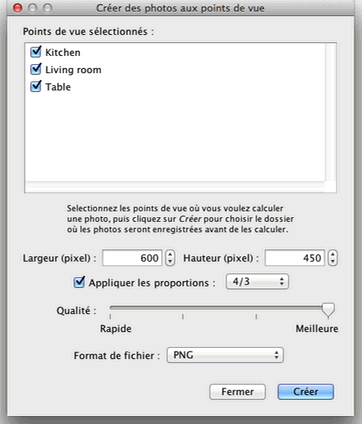 Créer des photos aux points de vue
Points de vue sélectionnés :
Kitchen
Living room
Table
Selectionnez les points de vue où vous voulez calculer
une photo, puis cliquez sur Créer pour choisir le dossier
où les photos seront enregistrées avant de les calculer.
Largeur (pixel) : 600 Hauteur (pixel) : 450
Appliquer les proportions : 4/3
Qualité :
Rapide Meilleure
Format de fichier : PNG
Fermer Créer